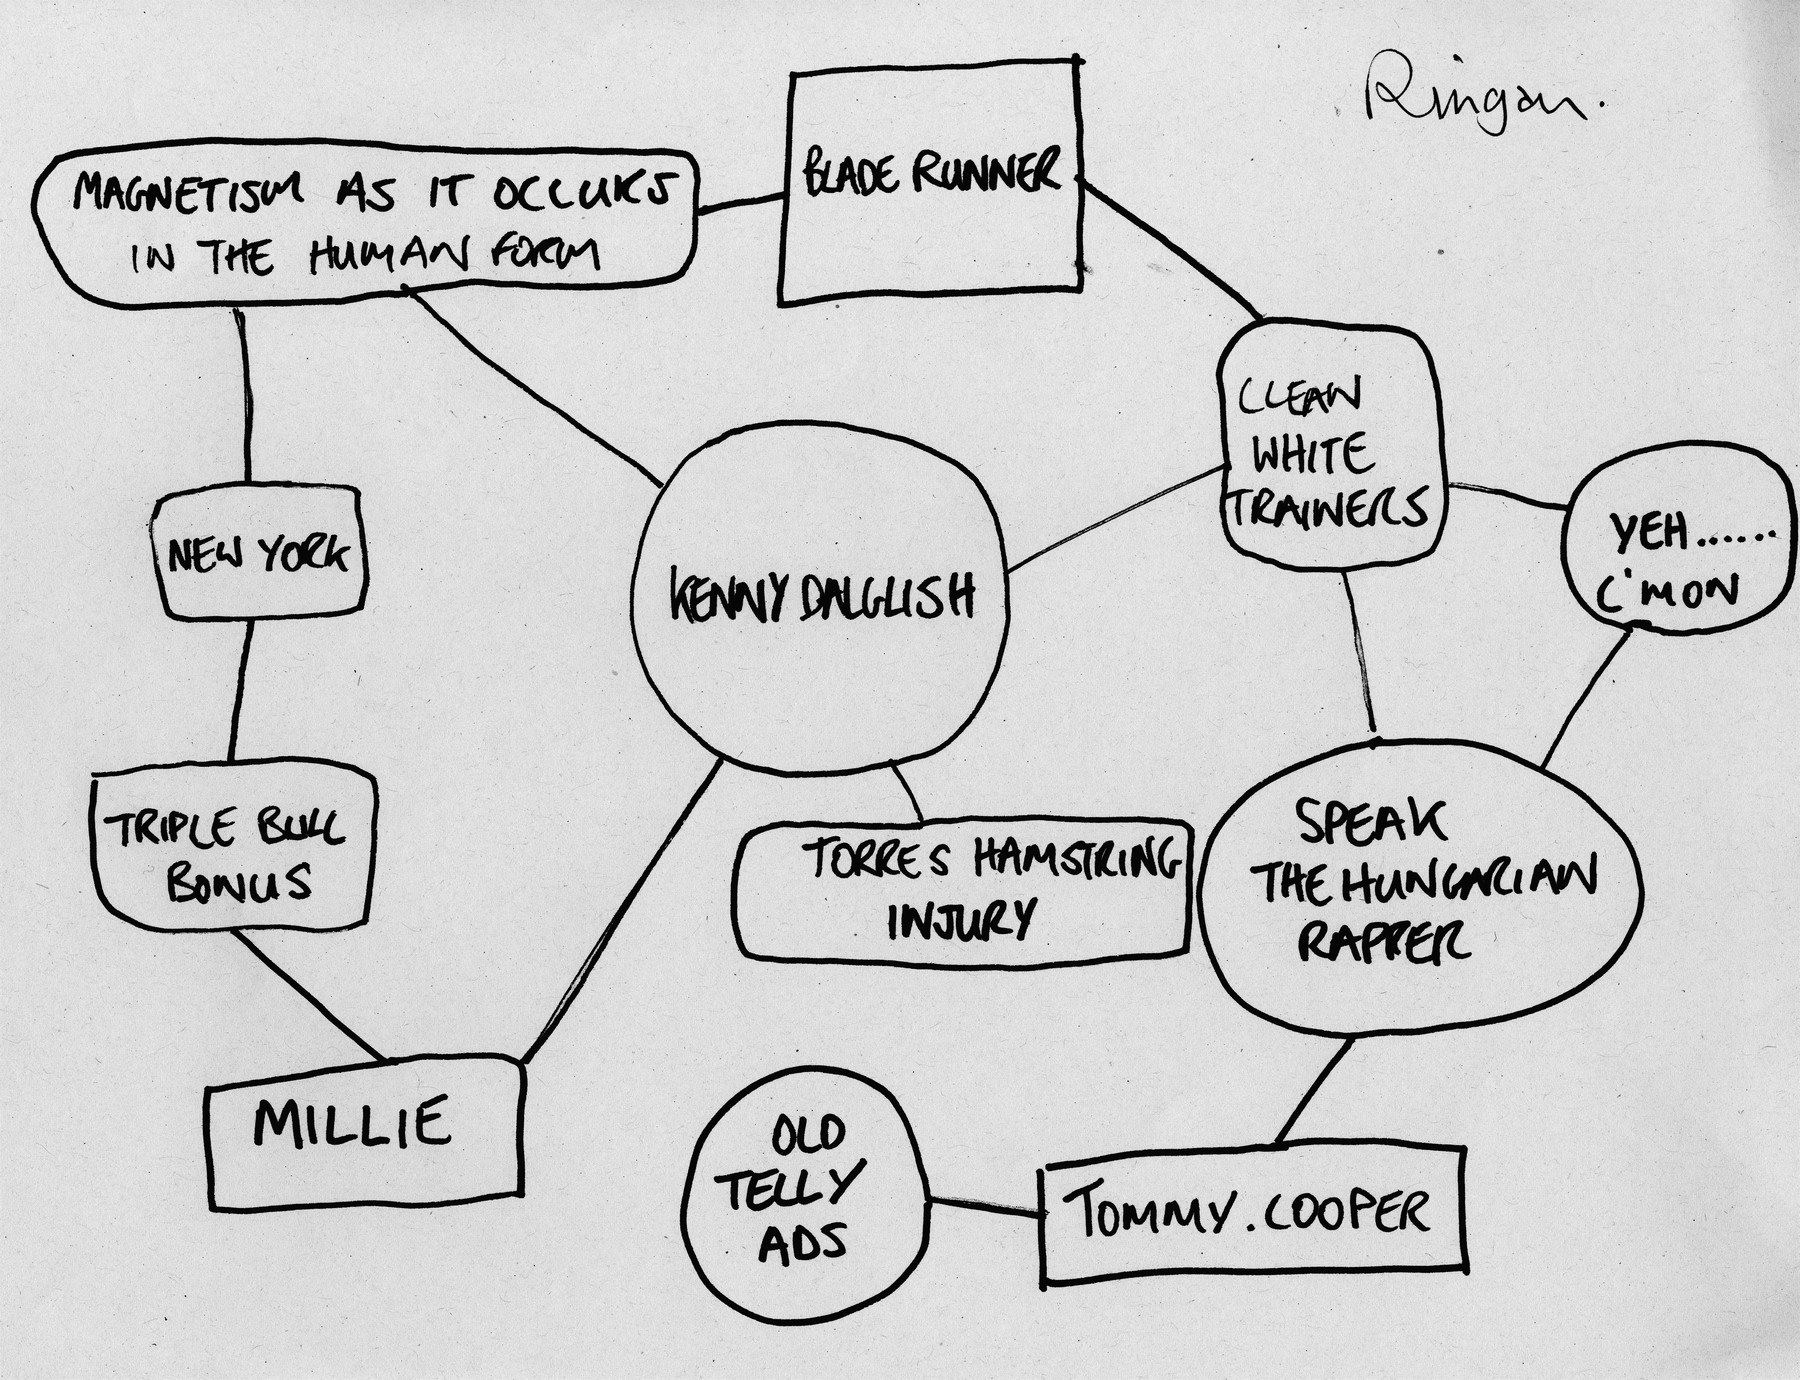 Ringan.
BLADE RUNNER
MAGNETISM AS IT OCCURS
IN THE HUMAN FORM
CLEAN
WHITE
TRAINERS
YEH......
C'MON
NEW YORK
KENNY DALGLISH
TRIPLE BULL
BONUS
TORRES HAMSTRING
INJURY
SPEAK
THE HUNGARIAN
RAPPER
MILLIE
OLD
TELLY
ADS
TOMMY.COOPER